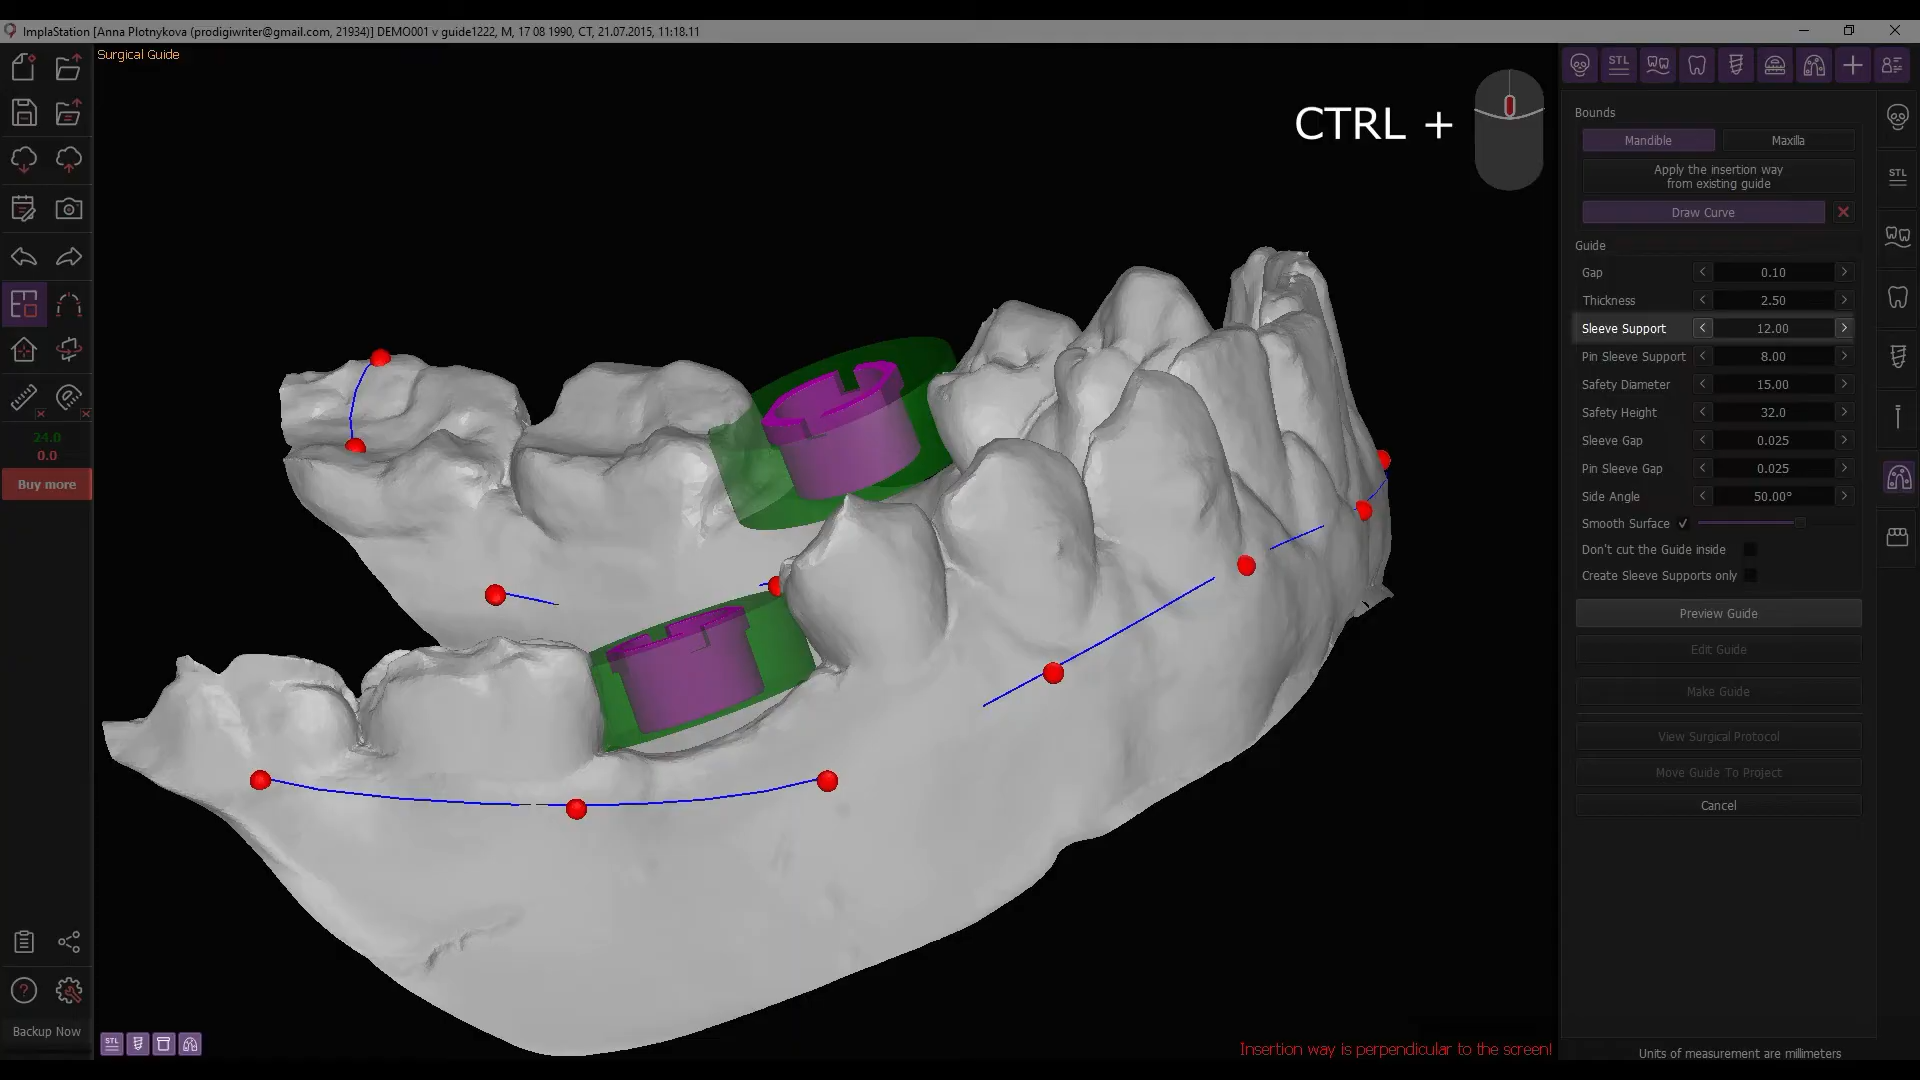 ImplaStation [Anna Plotnykova (prodigiwriter@gmail.com, 21934)] DEMO001 v guide1222, M, 17 08 1990, CT, 21.07.2015, 11:18.11
Surgical Guide
CTRL +
24.0
0.0
Buy more
Backup Now
STL
Insertion way is perpendicular to the screen!
STL
Bounds
Mandible
Maxilla
Apply the insertion way
from existing guide
Draw Curve
Guide
Gap 0.10
Thickness 2.50
Sleeve Support 12.00
Pin Sleeve Support 8.00
Safety Diameter 15.00
Safety Height 32.0
Sleeve Gap 0.025
Pin Sleeve Gap 0.025
Side Angle 50.00°
Smooth Surface
Don't cut the Guide inside
Create Sleeve Supports only
Preview Guide
Edit Guide
Make Guide
View Surgical Protocol
Move Guide To Project
Cancel
STL
Units of measurement are millimeters